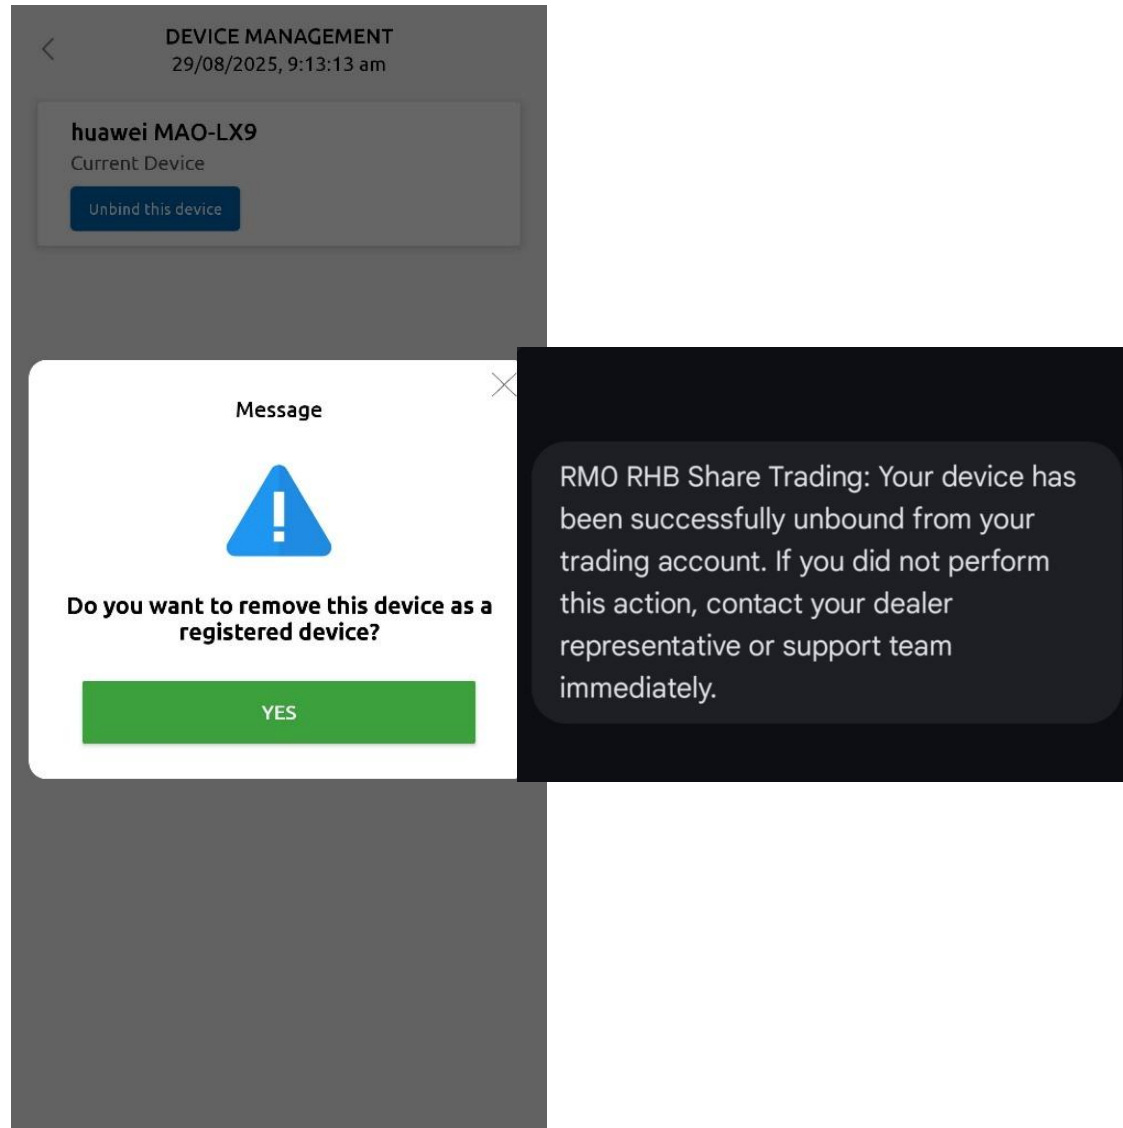 DEVICE MANAGEMENT
29/08/2025, 9:13:13 am
huawei MAO-LX9
Current Device
Unbind this device
Message
Do you want to remove this device as a
registered device?
YES
RM0 RHB Share Trading: Your device has
been successfully unbound from your
trading account. If you did not perform
this action, contact your dealer
representative or support team
immediately.